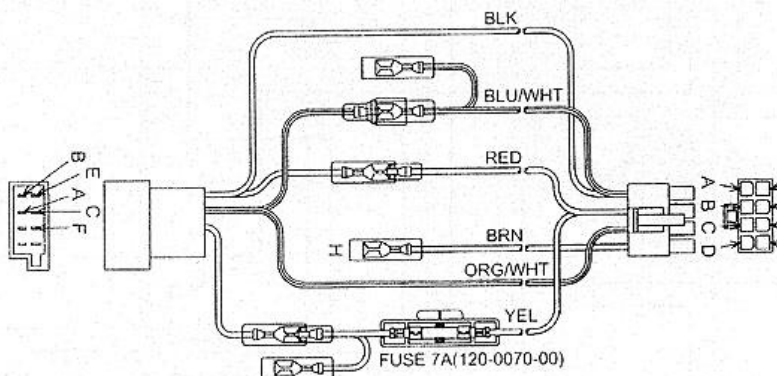 BLK
BLU/WHT
RED
BRN
ORG/WHT
YEL
FUSE 7A(120-0070-00)
B
E
A
C
F
H
A
B
C
D